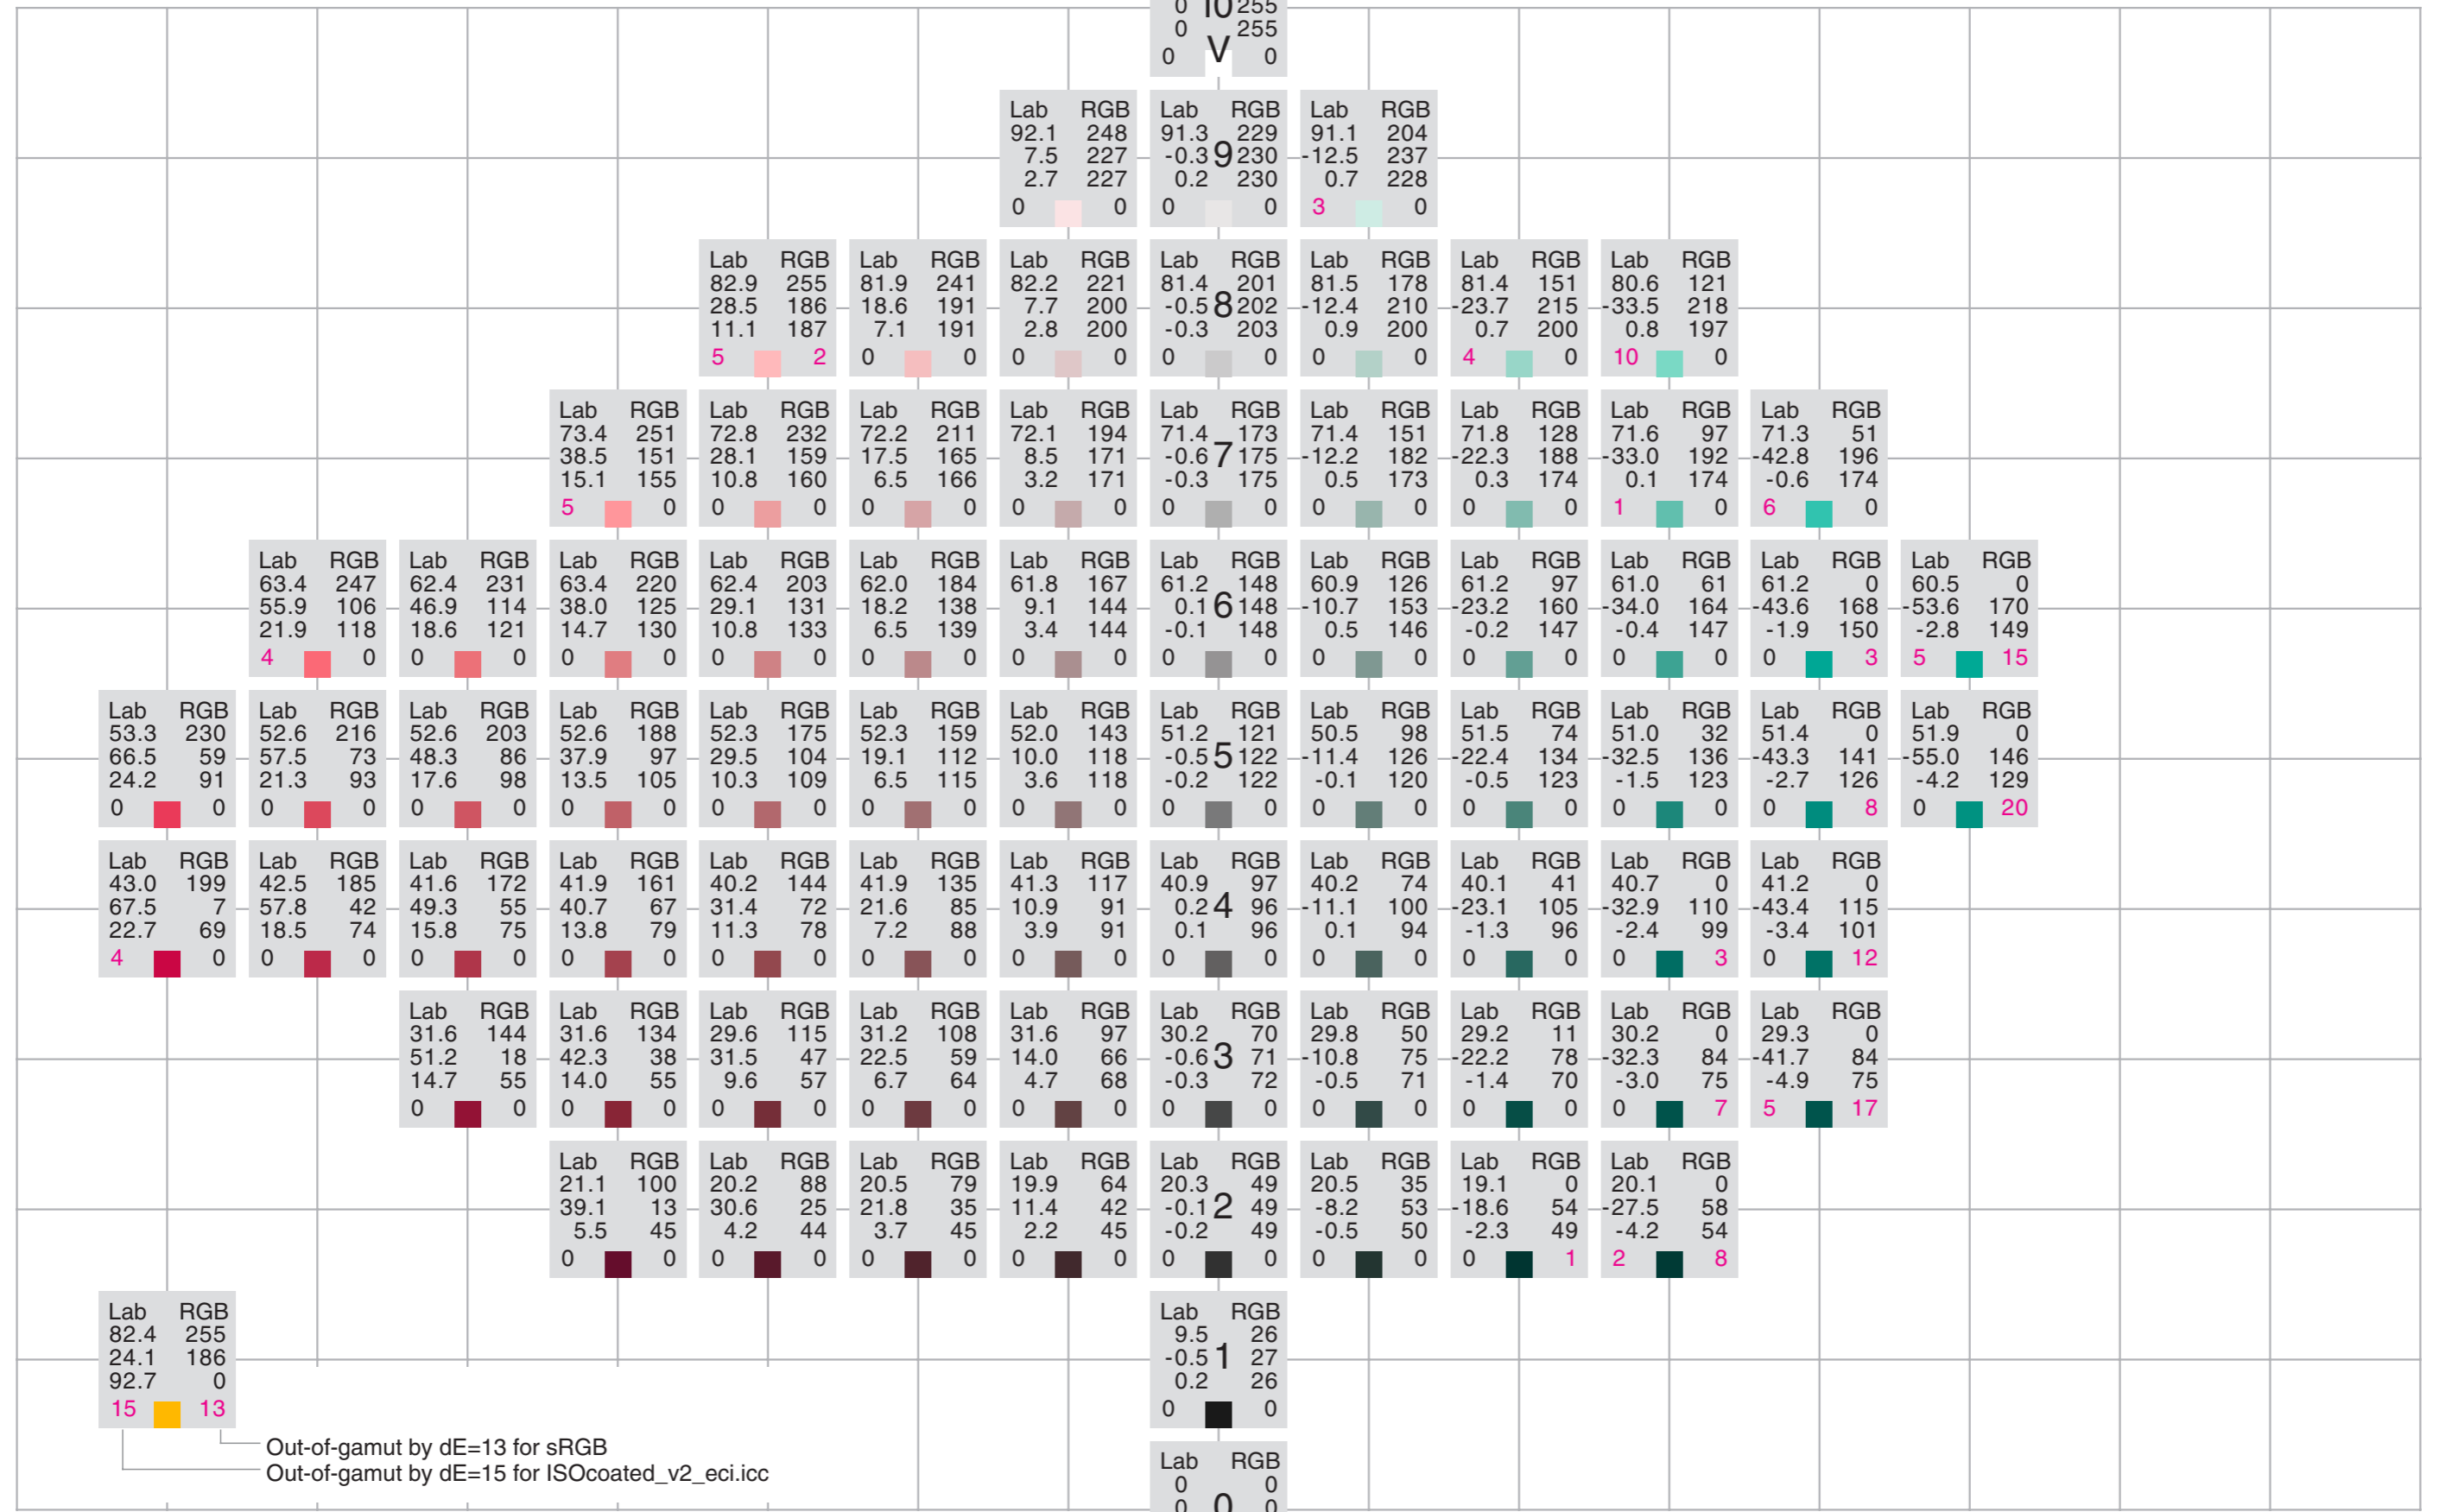 0 10 255
0 255
V
0 0
Lab RGB Lab RGB Lab RGB
92.1 248 91.3 229 91.1 204
7.5 227 -0.3 9 230 -12.5 237
2.7 227 0.2 230 0.7 228
0 0 0 0 3 0
Lab RGB Lab RGB Lab RGB Lab RGB Lab RGB Lab RGB Lab RGB
82.9 255 81.9 241 82.2 221 81.4 201 81.5 178 81.4 151 80.6 121
28.5 186 18.6 191 7.7 200 -0.5 8 202 -12.4 210 -23.7 215 -33.5 218
11.1 187 7.1 191 2.8 200 -0.3 203 0.9 200 0.7 200 0.8 197
5 2 0 0 0 0 0 0 0 0 4 0 10 0
Lab RGB Lab RGB Lab RGB Lab RGB Lab RGB Lab RGB Lab RGB Lab RGB Lab RGB
73.4 251 72.8 232 72.2 211 72.1 194 71.4 173 71.4 151 71.8 128 71.6 97 71.3 51
38.5 151 28.1 159 17.5 165 8.5 171 -0.6 7 175 -12.2 182 -22.3 188 -33.0 192 -42.8 196
15.1 155 10.8 160 6.5 166 3.2 171 -0.3 175 0.5 173 0.3 174 0.1 174 -0.6 174
5 0 0 0 0 0 0 0 0 0 0 0 0 0 1 0 6 0
Lab RGB Lab RGB Lab RGB Lab RGB Lab RGB Lab RGB Lab RGB Lab RGB Lab RGB Lab RGB Lab RGB Lab RGB
63.4 247 62.4 231 63.4 220 62.4 203 62.0 184 61.8 167 61.2 148 60.9 126 61.2 97 61.0 61 61.2 0 60.5 0
55.9 106 46.9 114 38.0 125 29.1 131 18.2 138 9.1 144 0.1 6 148 -10.7 153 -23.2 160 -34.0 164 -43.6 168 -53.6 170
21.9 118 18.6 121 14.7 130 10.8 133 6.5 139 3.4 144 -0.1 148 0.5 146 -0.2 147 -0.4 147 -1.9 150 -2.8 149
4 0 0 0 0 0 0 0 0 0 0 0 0 0 0 0 0 0 0 0 0 3 5 15
Lab RGB Lab RGB Lab RGB Lab RGB Lab RGB Lab RGB Lab RGB Lab RGB Lab RGB Lab RGB Lab RGB Lab RGB Lab RGB
53.3 230 52.6 216 52.6 203 52.6 188 52.3 175 52.3 159 52.0 143 51.2 121 50.5 98 51.5 74 51.0 32 51.4 0 51.9 0
66.5 59 57.5 73 48.3 86 37.9 97 29.5 104 19.1 112 10.0 118 -0.5 5 122 -11.4 126 -22.4 134 -32.5 136 -43.3 141 -55.0 146
24.2 91 21.3 93 17.6 98 13.5 105 10.3 109 6.5 115 3.6 118 -0.2 122 -0.1 120 -0.5 123 -1.5 123 -2.7 126 -4.2 129
0 0 0 0 0 0 0 0 0 0 0 0 0 0 0 0 0 0 0 0 0 0 0 8 0 20
Lab RGB Lab RGB Lab RGB Lab RGB Lab RGB Lab RGB Lab RGB Lab RGB Lab RGB Lab RGB Lab RGB Lab RGB
43.0 199 42.5 185 41.6 172 41.9 161 40.2 144 41.9 135 41.3 117 40.9 97 40.2 74 40.1 41 40.7 0 41.2 0
67.5 7 57.8 42 49.3 55 40.7 67 31.4 72 21.6 85 10.9 91 0.2 4 96 -11.1 100 -23.1 105 -32.9 110 -43.4 115
22.7 69 18.5 74 15.8 75 13.8 79 11.3 78 7.2 88 3.9 91 0.1 96 0.1 94 -1.3 96 -2.4 99 -3.4 101
4 0 0 0 0 0 0 0 0 0 0 0 0 0 0 0 0 0 0 0 0 3 0 12
Lab RGB Lab RGB Lab RGB Lab RGB Lab RGB Lab RGB Lab RGB Lab RGB Lab RGB Lab RGB
31.6 144 31.6 134 29.6 115 31.2 108 31.6 97 30.2 70 29.8 50 29.2 11 30.2 0 29.3 0
51.2 18 42.3 38 31.5 47 22.5 59 14.0 66 -0.6 3 71 -10.8 75 -22.2 78 -32.3 84 -41.7 84
14.7 55 14.0 55 9.6 57 6.7 64 4.7 68 -0.3 72 -0.5 71 -1.4 70 -3.0 75 -4.9 75
0 0 0 0 0 0 0 0 0 0 0 0 0 0 0 0 0 7 5 17
Lab RGB Lab RGB Lab RGB Lab RGB Lab RGB Lab RGB Lab RGB Lab RGB
21.1 100 20.2 88 20.5 79 19.9 64 20.3 49 20.5 35 19.1 0 20.1 0
39.1 13 30.6 25 21.8 35 11.4 42 -0.1 2 49 -8.2 53 -18.6 54 -27.5 58
5.5 45 4.2 44 3.7 45 2.2 45 -0.2 49 -0.5 50 -2.3 49 -4.2 54
0 0 0 0 0 0 0 0 0 0 0 0 0 1 2 8
Lab RGB Lab RGB
82.4 255 9.5 26
24.1 186 -0.5 1 27
92.7 0 0.2 26
15 13 0 0
Out-of-gamut by dE=13 for sRGB
Out-of-gamut by dE=15 for ISOcoated_v2_eci.icc
Lab RGB
0 0
0 0 0